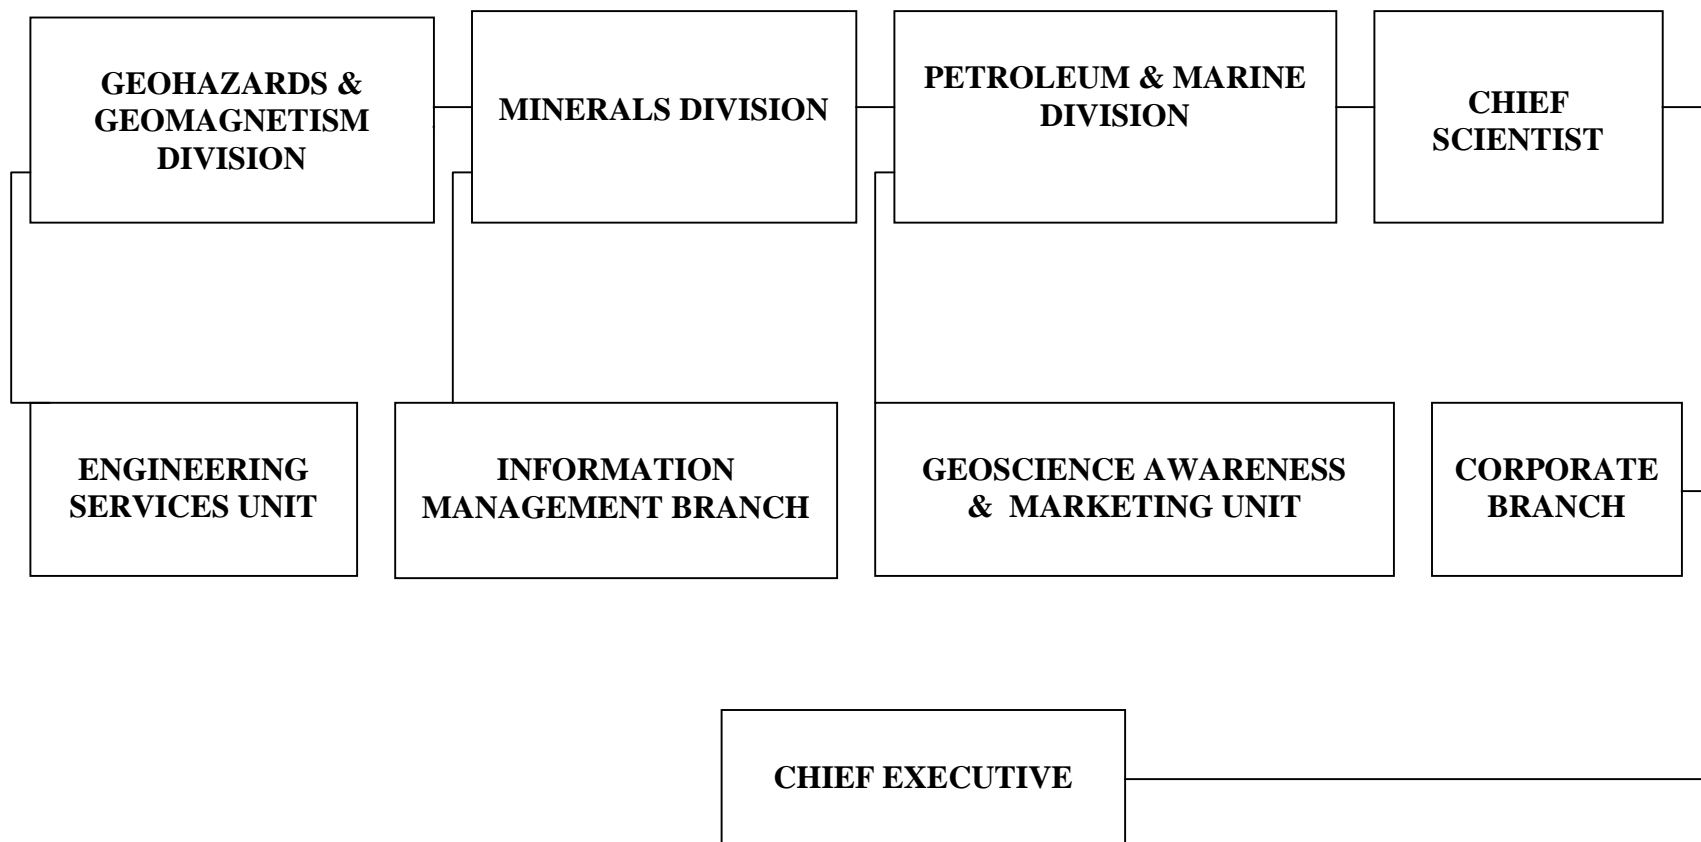 GEOHAZARDS &
GEOMAGNETISM
DIVISION
MINERALS DIVISION
PETROLEUM & MARINE
DIVISION
CHIEF
SCIENTIST
ENGINEERING
SERVICES UNIT
INFORMATION
MANAGEMENT BRANCH
GEOSCIENCE AWARENESS
& MARKETING UNIT
CORPORATE
BRANCH
CHIEF EXECUTIVE